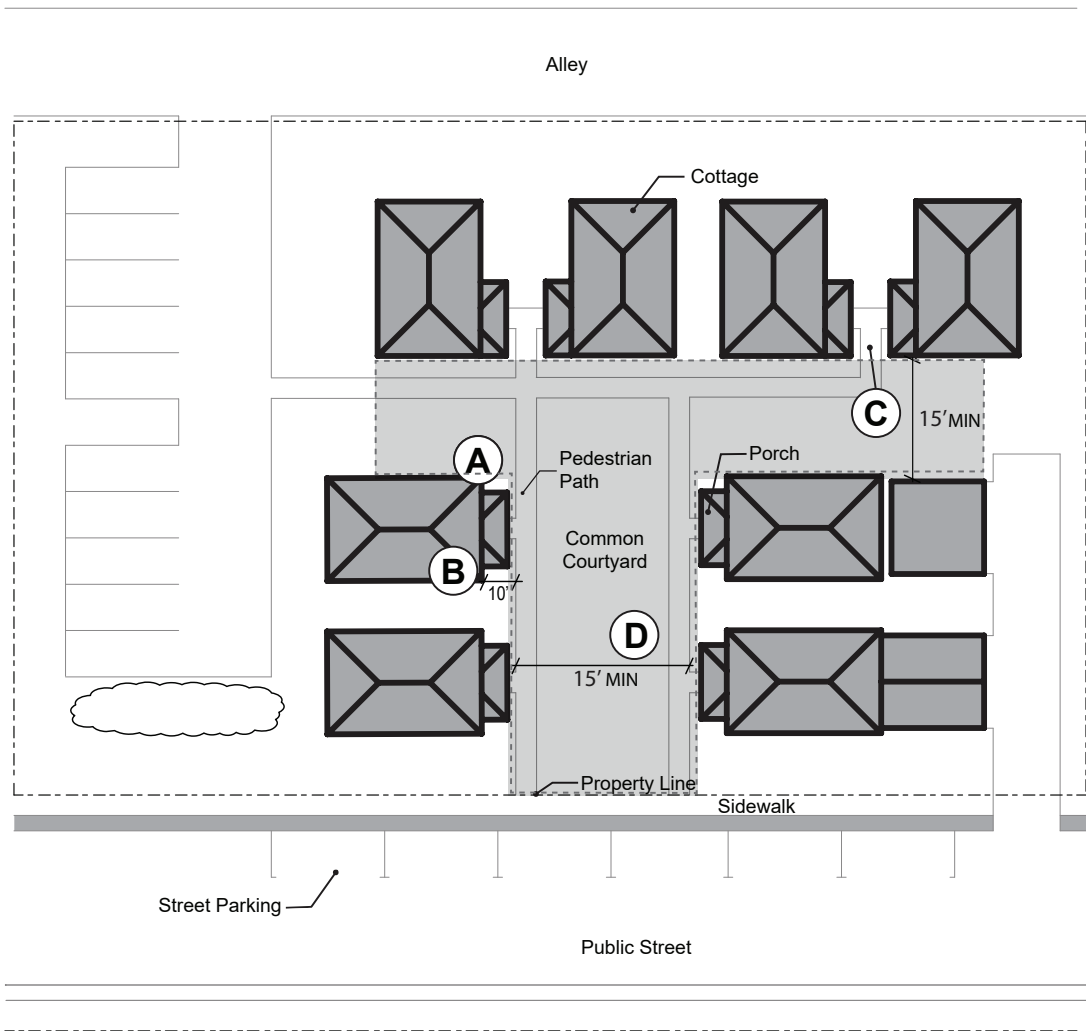 Alley
Cottage
C
15' MIN
A
Pedestrian
Path
Porch
Common
Courtyard
B
10'
D
15' MIN
Property Line
Sidewalk
Street Parking
Public Street